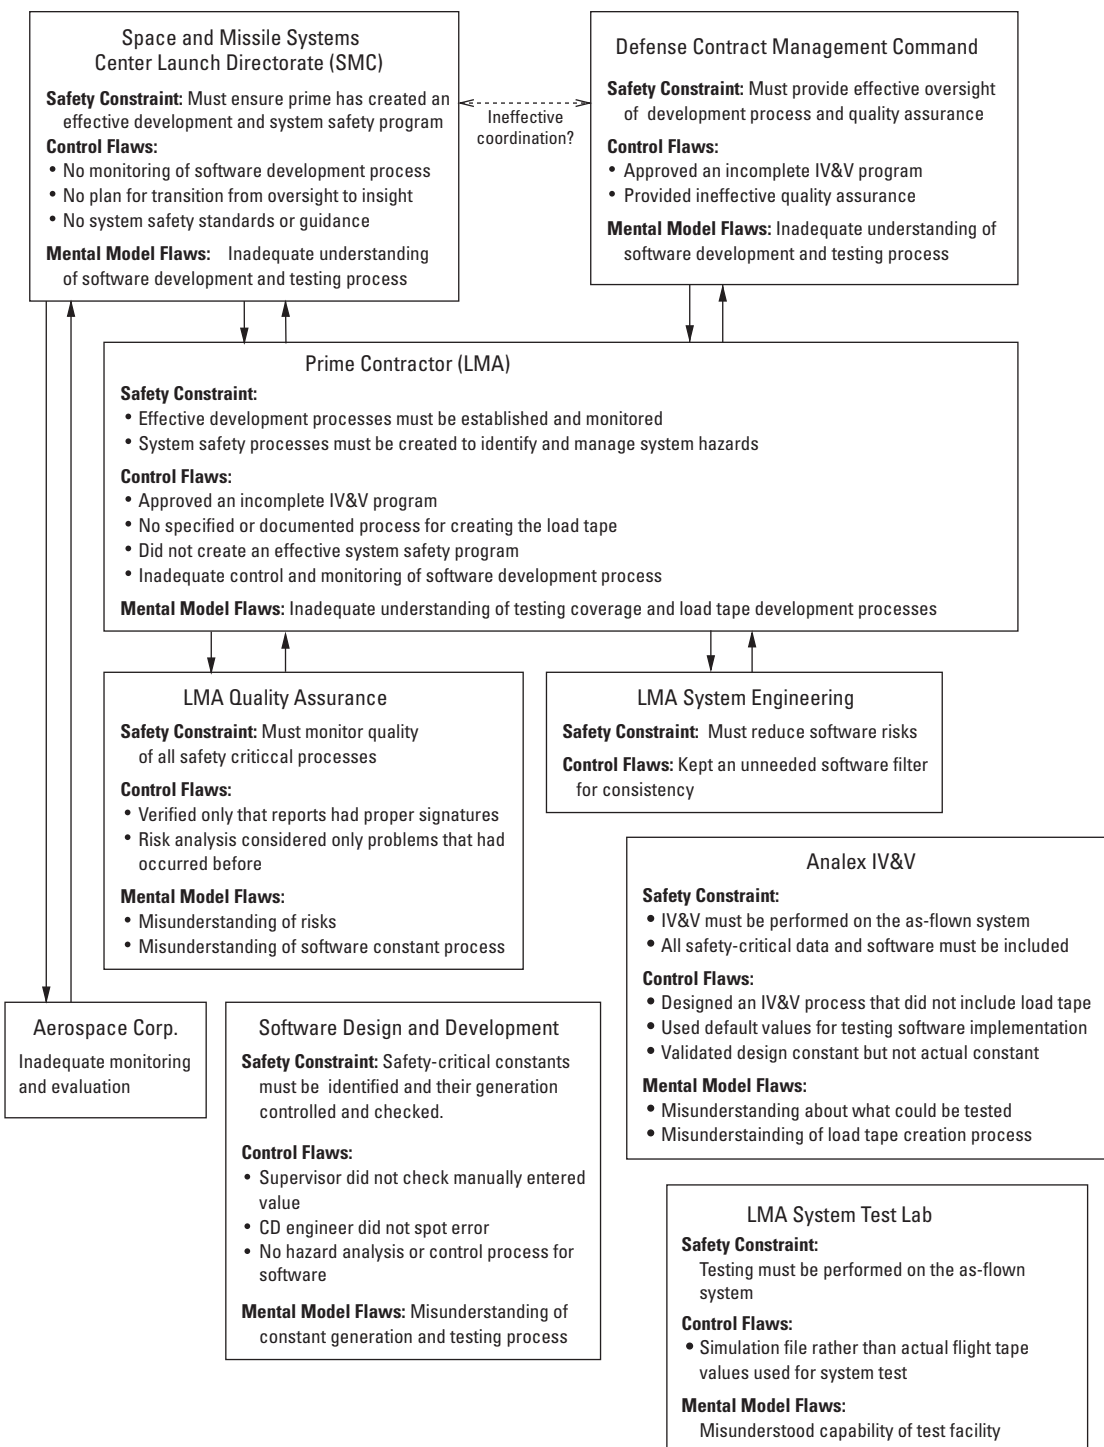 Space and Missile Systems
Center Launch Directorate (SMC)
Safety Constraint: Must ensure prime has created an
effective development and system safety program
Control Flaws:
• No monitoring of software development process
• No plan for transition from oversight to insight
• No system safety standards or guidance
Mental Model Flaws: Inadequate understanding
of software development and testing process
Ineffective
coordination?
Defense Contract Management Command
Safety Constraint: Must provide effective oversight
of development process and quality assurance
Control Flaws:
• Approved an incomplete IV&V program
• Provided ineffective quality assurance
Mental Model Flaws: Inadequate understanding of
software development and testing process
Prime Contractor (LMA)
Safety Constraint:
• Effective development processes must be established and monitored
• System safety processes must be created to identify and manage system hazards
Control Flaws:
• Approved an incomplete IV&V program
• No specified or documented process for creating the load tape
• Did not create an effective system safety program
• Inadequate control and monitoring of software development process
Mental Model Flaws: Inadequate understanding of testing coverage and load tape development processes
LMA Quality Assurance
Safety Constraint: Must monitor quality
of all safety criticcal processes
Control Flaws:
• Verified only that reports had proper signatures
• Risk analysis considered only problems that had
occurred before
Mental Model Flaws:
• Misunderstanding of risks
• Misunderstanding of software constant process
LMA System Engineering
Safety Constraint: Must reduce software risks
Control Flaws: Kept an unneeded software filter
for consistency
Analex IV&V
Safety Constraint:
• IV&V must be performed on the as-flown system
• All safety-critical data and software must be included
Control Flaws:
• Designed an IV&V process that did not include load tape
• Used default values for testing software implementation
• Validated design constant but not actual constant
Mental Model Flaws:
• Misunderstanding about what could be tested
• Misunderstainding of load tape creation process
Aerospace Corp.
Inadequate monitoring
and evaluation
Software Design and Development
Safety Constraint: Safety-critical constants
must be identified and their generation
controlled and checked.
Control Flaws:
• Supervisor did not check manually entered
value
• CD engineer did not spot error
• No hazard analysis or control process for
software
Mental Model Flaws: Misunderstanding of
constant generation and testing process
LMA System Test Lab
Safety Constraint:
Testing must be performed on the as-flown
system
Control Flaws:
• Simulation file rather than actual flight tape
values used for system test
Mental Model Flaws:
Misunderstood capability of test facility